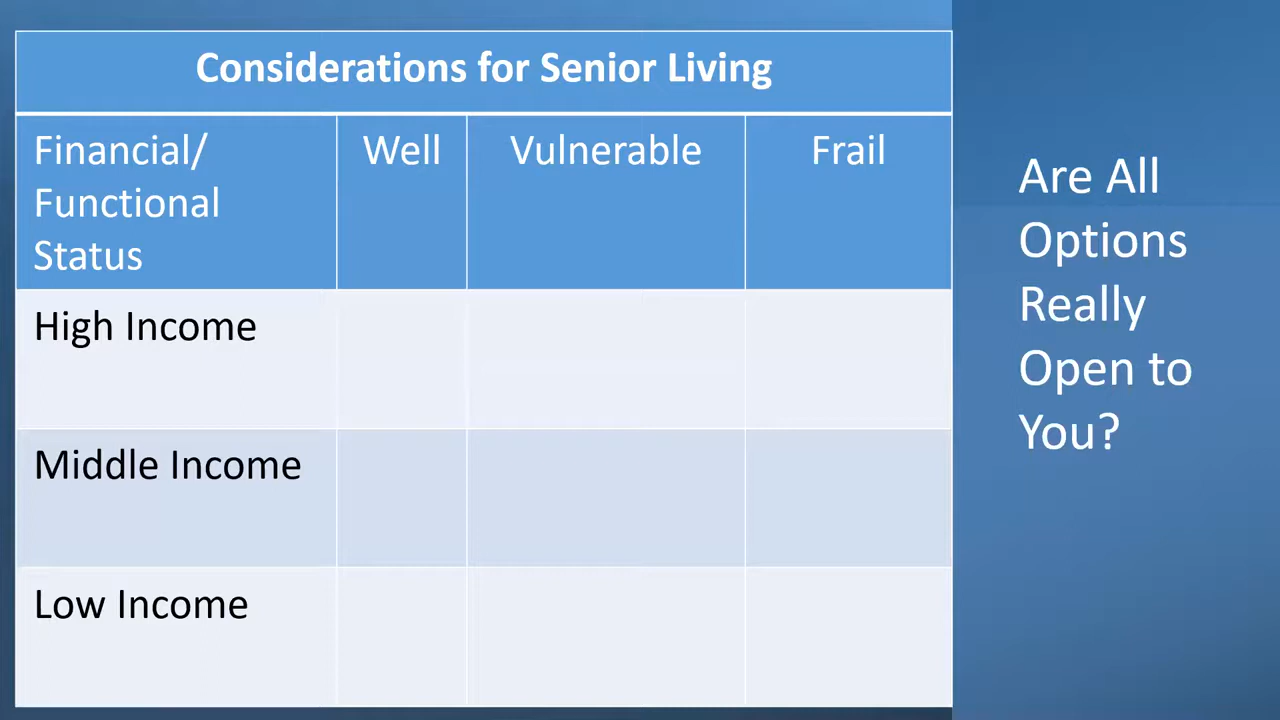 Considerations for Senior Living
Financial/
Functional
Status
Well
Vulnerable
Frail
High Income
Middle Income
Low Income
Are All
Options
Really
Open to
You?